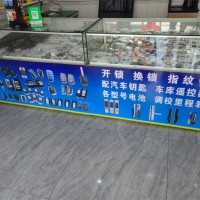 开锁 换锁 指纹
配汽车钥匙 车库遥控
各型号电池 调校里程表